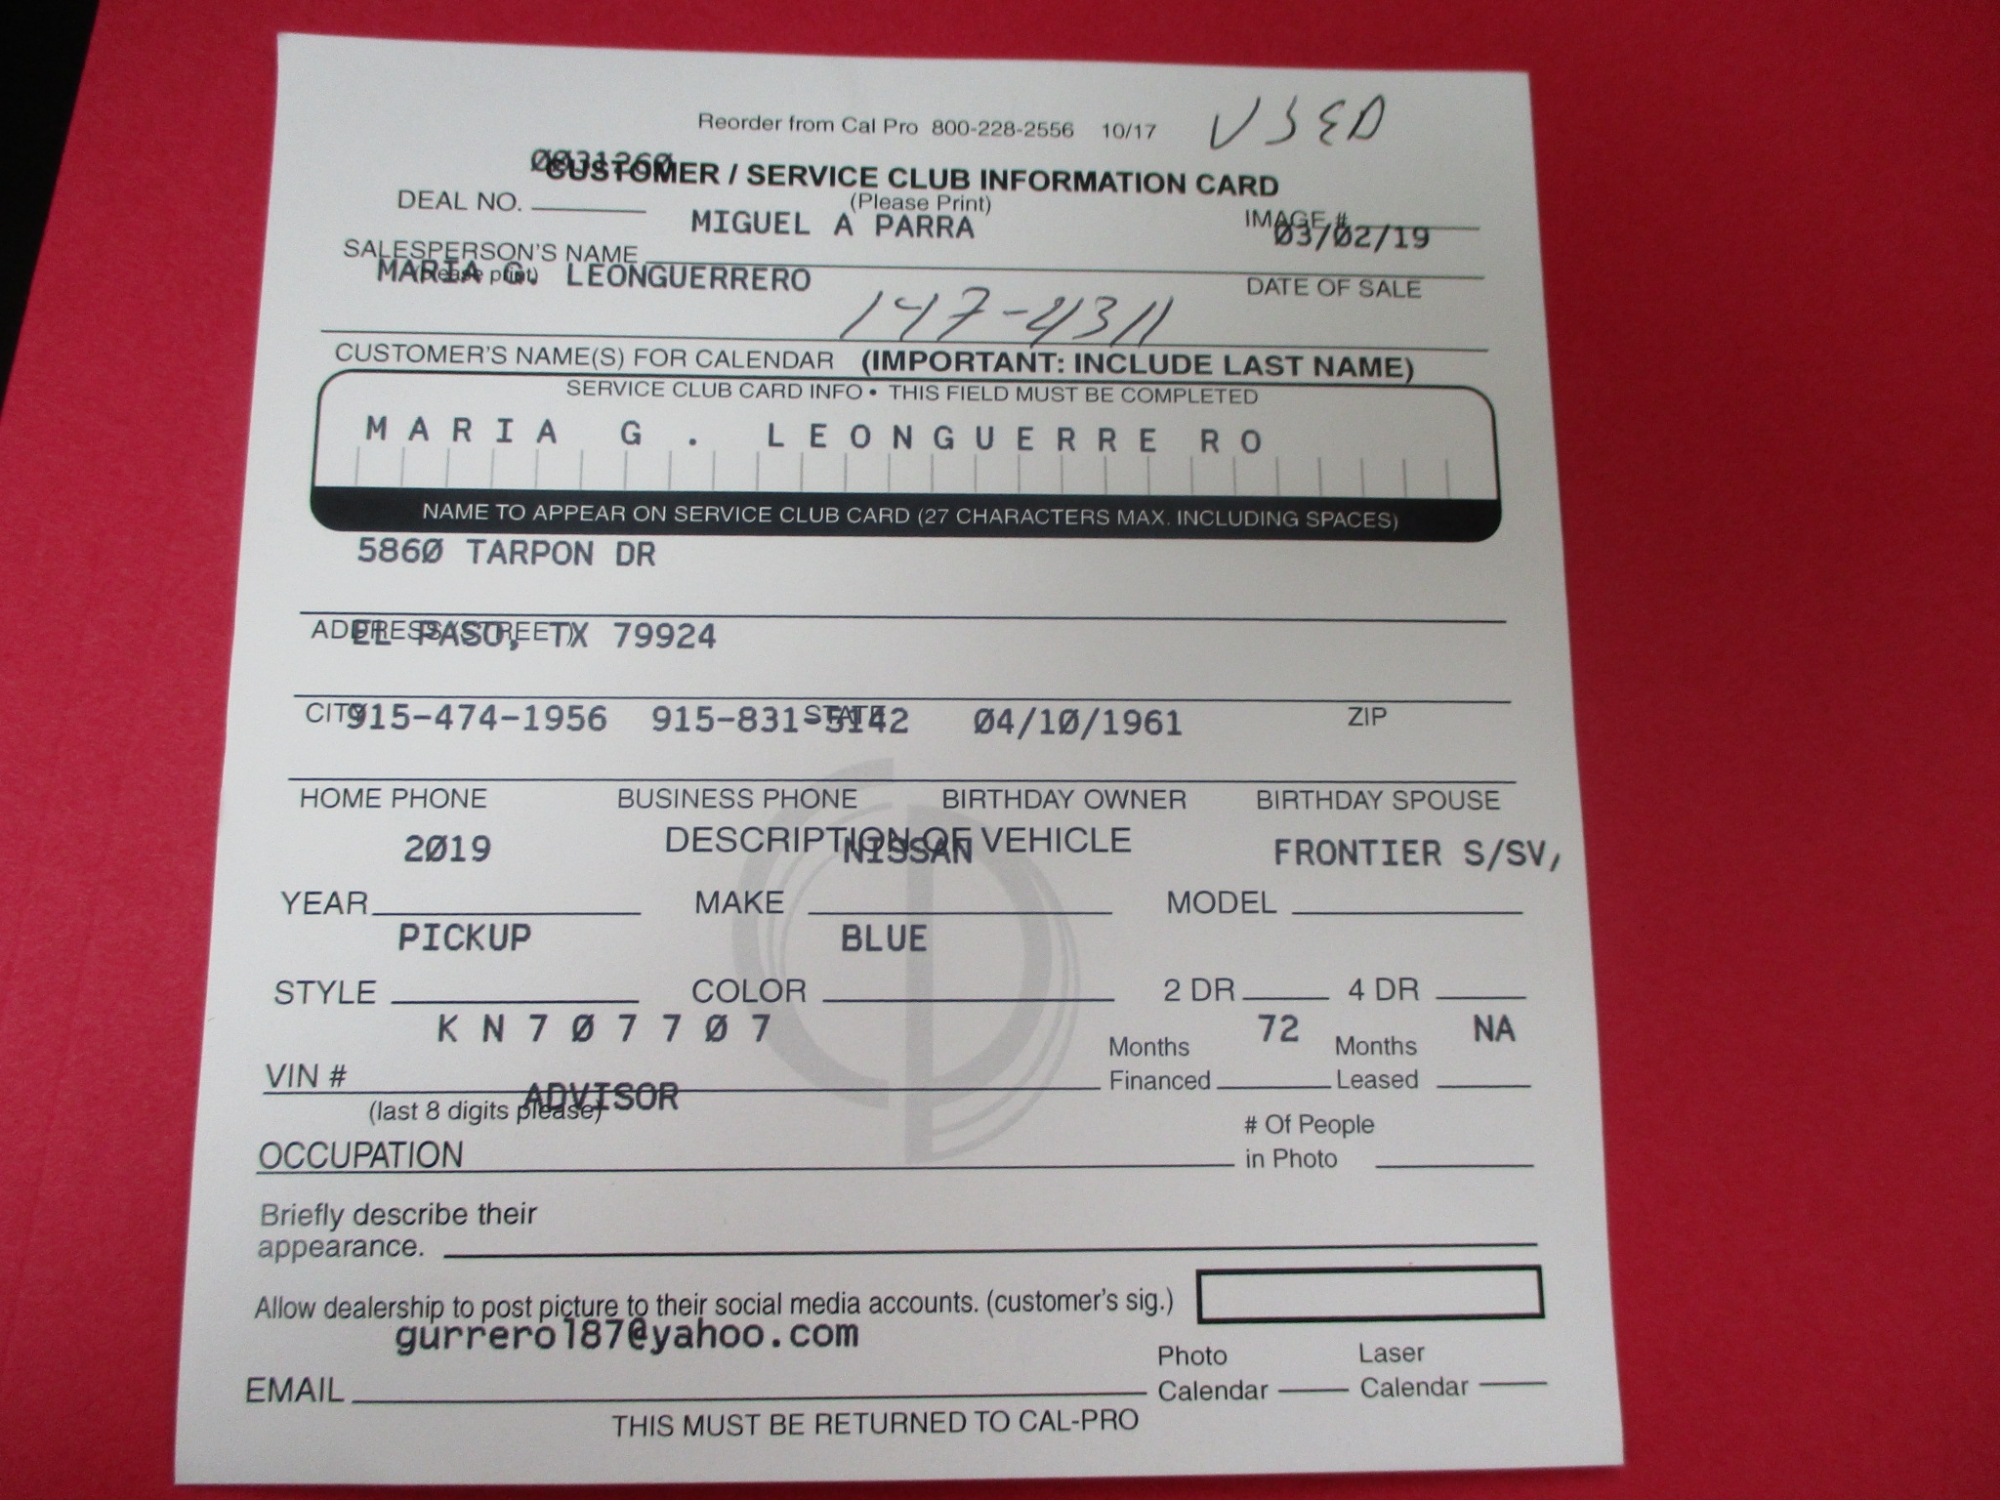 Reorder from Cal Pro 800-228-2556 10/17 USED
0031260
CUSTOMER / SERVICE CLUB INFORMATION CARD
DEAL NO. (Please Print) IMAGE #
MIGUEL A PARRA 03/02/19
SALESPERSON'S NAME
(please print) DATE OF SALE
MARIA G. LEONGUERRERO
147-4311
CUSTOMER'S NAME(S) FOR CALENDAR (IMPORTANT: INCLUDE LAST NAME)
SERVICE CLUB CARD INFO • THIS FIELD MUST BE COMPLETED
MARIA G. LEONGUERRERO
NAME TO APPEAR ON SERVICE CLUB CARD (27 CHARACTERS MAX. INCLUDING SPACES)
5860 TARPON DR
ADDRESS (STREET)
EL PASO, TX 79924
CITY STATE ZIP
915-474-1956 915-831-5142 04/10/1961
HOME PHONE BUSINESS PHONE BIRTHDAY OWNER BIRTHDAY SPOUSE
DESCRIPTION OF VEHICLE
2019 NISSAN FRONTIER S/SV,
YEAR MAKE MODEL
PICKUP BLUE
STYLE COLOR 2 DR 4 DR
KN707707 72 NA
VIN # Months Financed Months Leased
(last 8 digits please)
ADVISOR
OCCUPATION # Of People in Photo
Briefly describe their
appearance.
Allow dealership to post picture to their social media accounts. (customer's sig.)
gurrero187@yahoo.com
EMAIL Photo Calendar Laser Calendar
THIS MUST BE RETURNED TO CAL-PRO